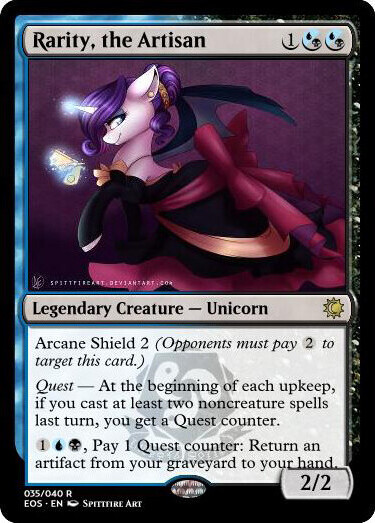 Rarity, the Artisan 1
SPITTFIREART.DEVIANTART.COM
Legendary Creature — Unicorn
Arcane Shield 2 (Opponents must pay 2 to
target this card.)
Quest — At the beginning of each upkeep,
if you cast at least two noncreature spells
last turn, you get a Quest counter.
1, Pay 1 Quest counter: Return an
artifact from your graveyard to your hand.
2/2
035/040 R
EOS • EN SPITTFIRE ART